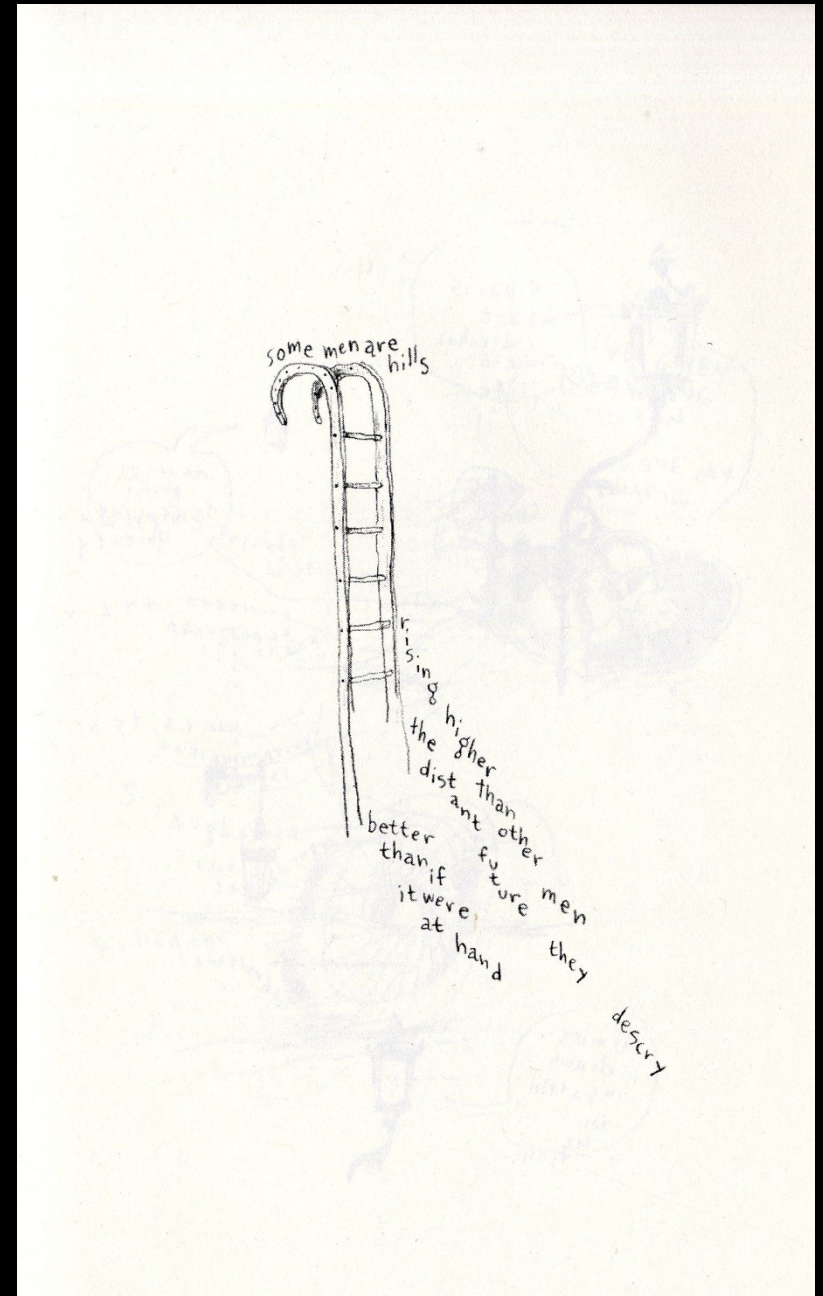 some men are hills
rising higher than other men they descry
the distant future
better
than if
it were
at
hand